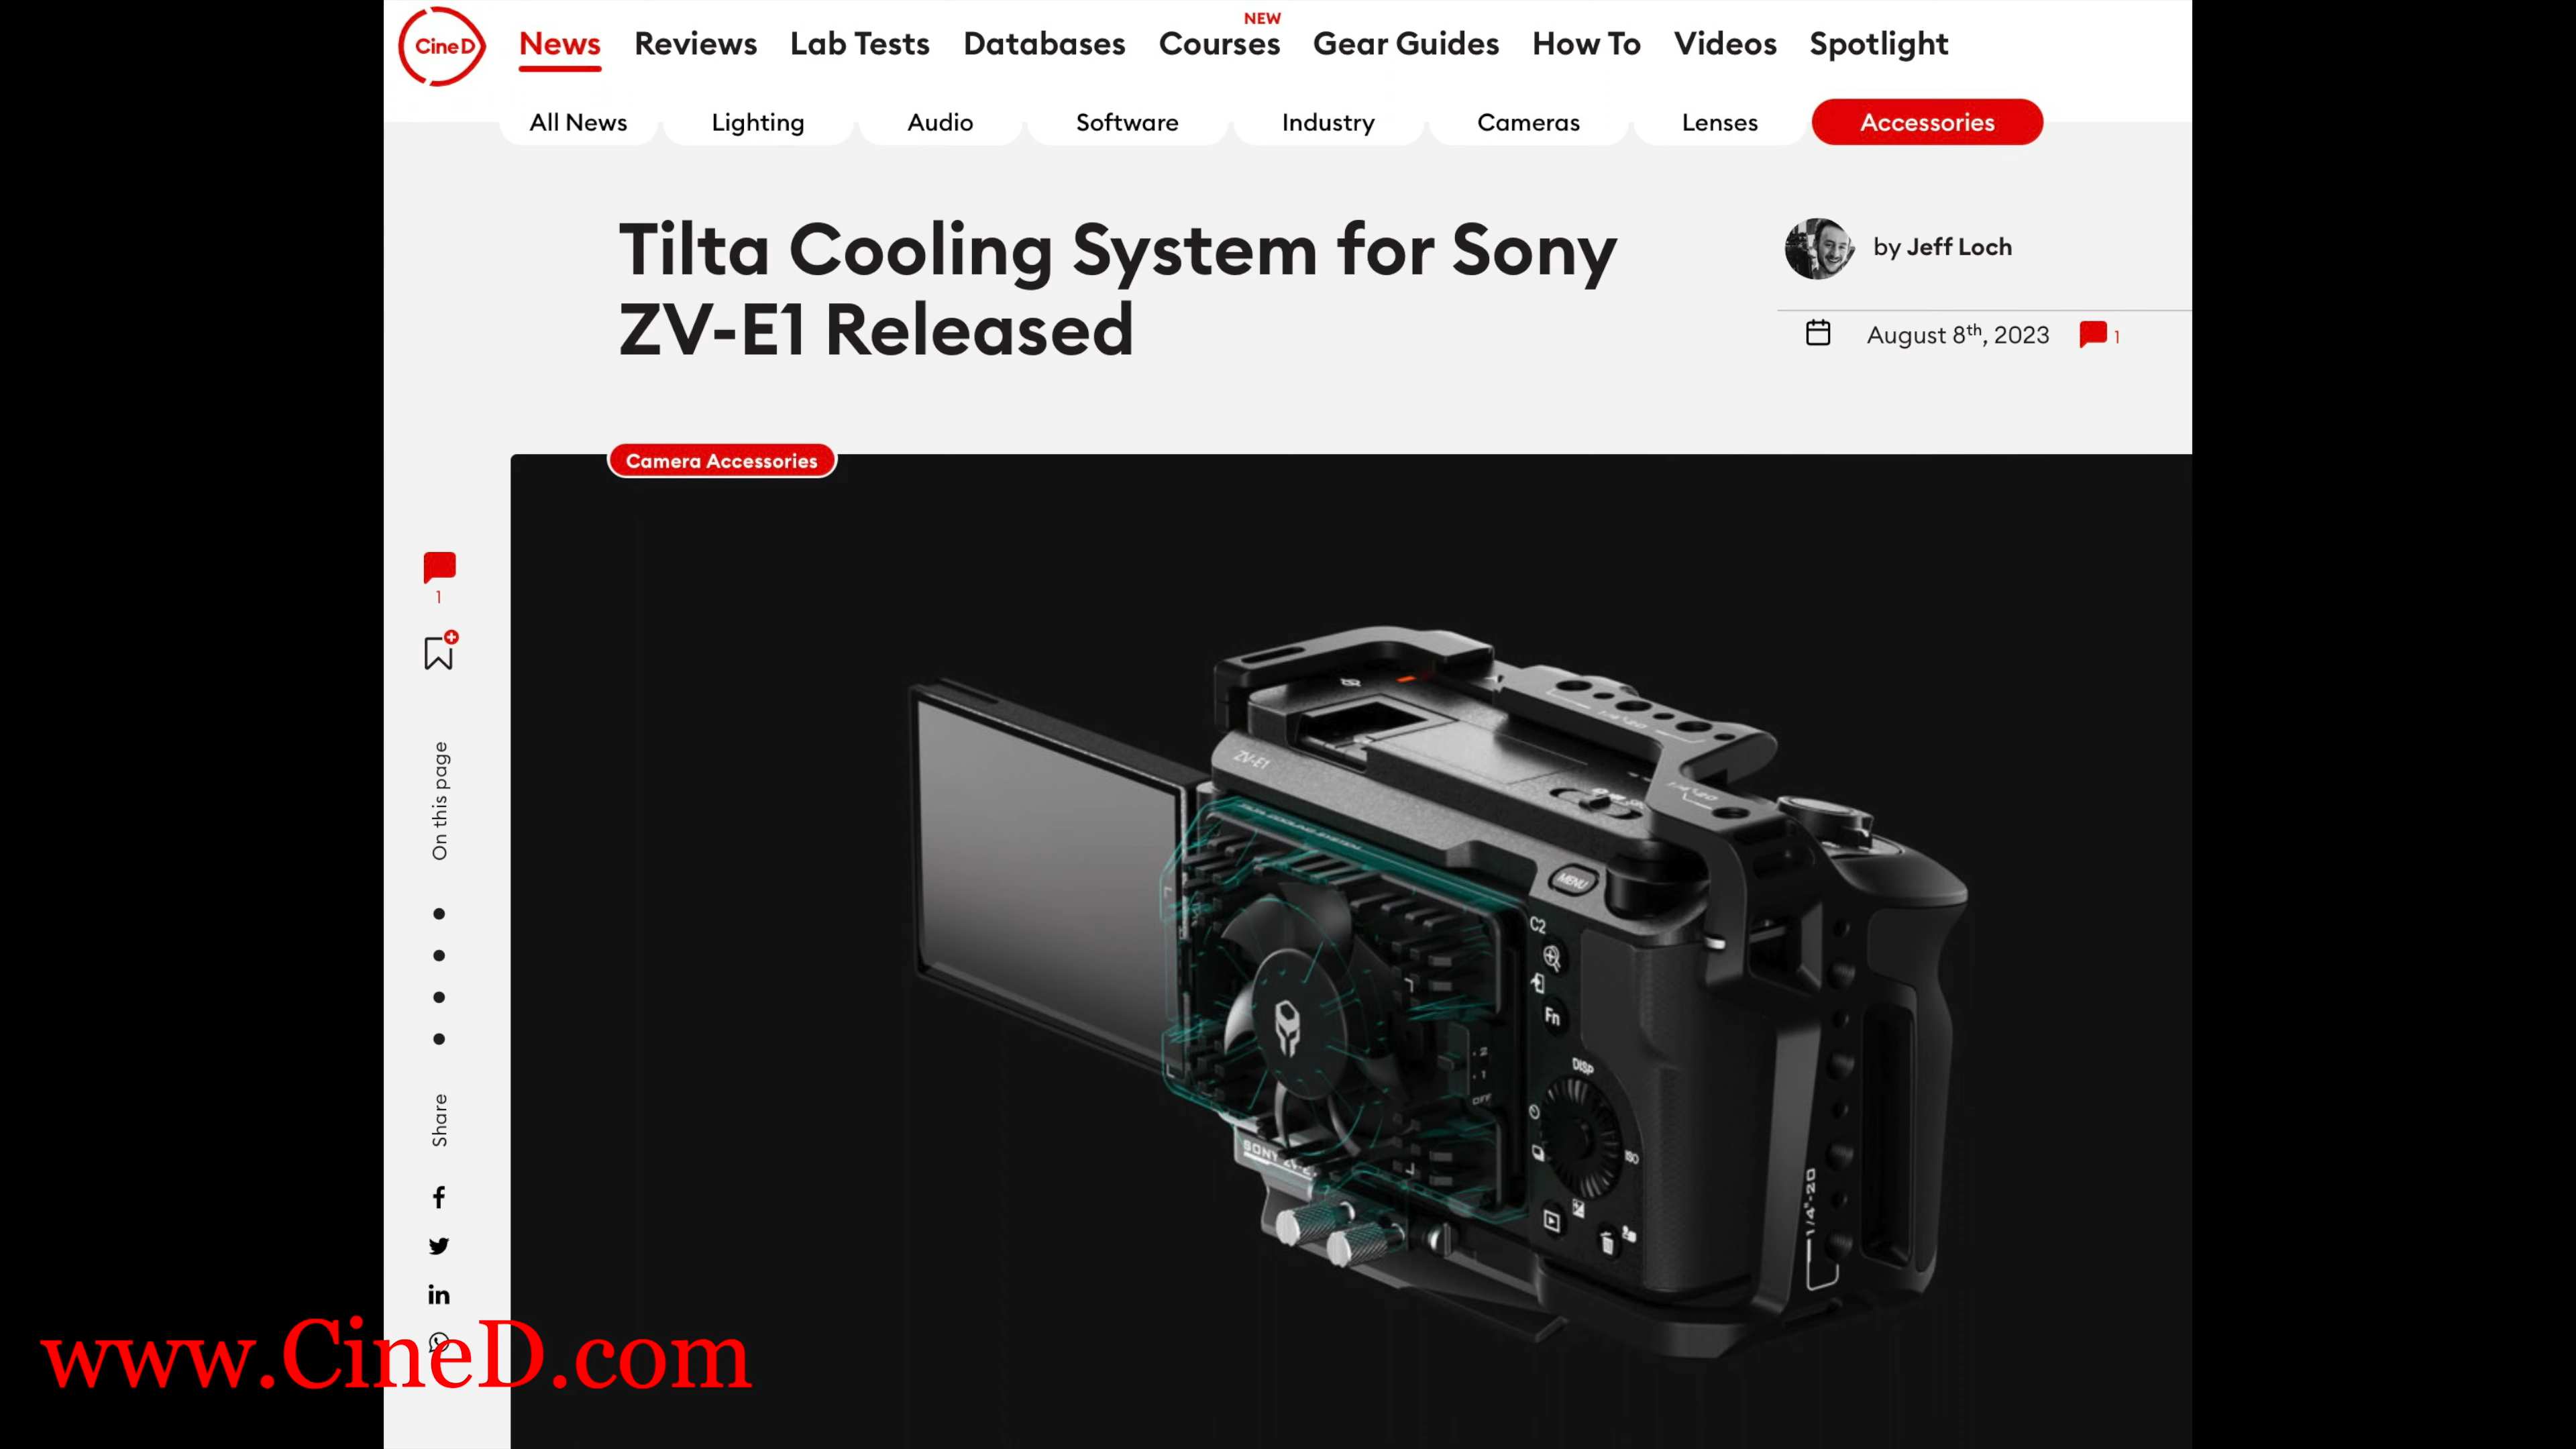 CineD
News
Reviews
Lab Tests
Databases
NEW
Courses
Gear Guides
How To
Videos
Spotlight
All News
Lighting
Audio
Software
Industry
Cameras
Lenses
Accessories
Tilta Cooling System for Sony
ZV-E1 Released
by Jeff Loch
August 8th, 2023
1
Camera Accessories
1
On this page
Share
ZV-E1
MENU
C2
Fn
DISP
ISO
2
1
OFF
1/4"-20
www.CineD.com